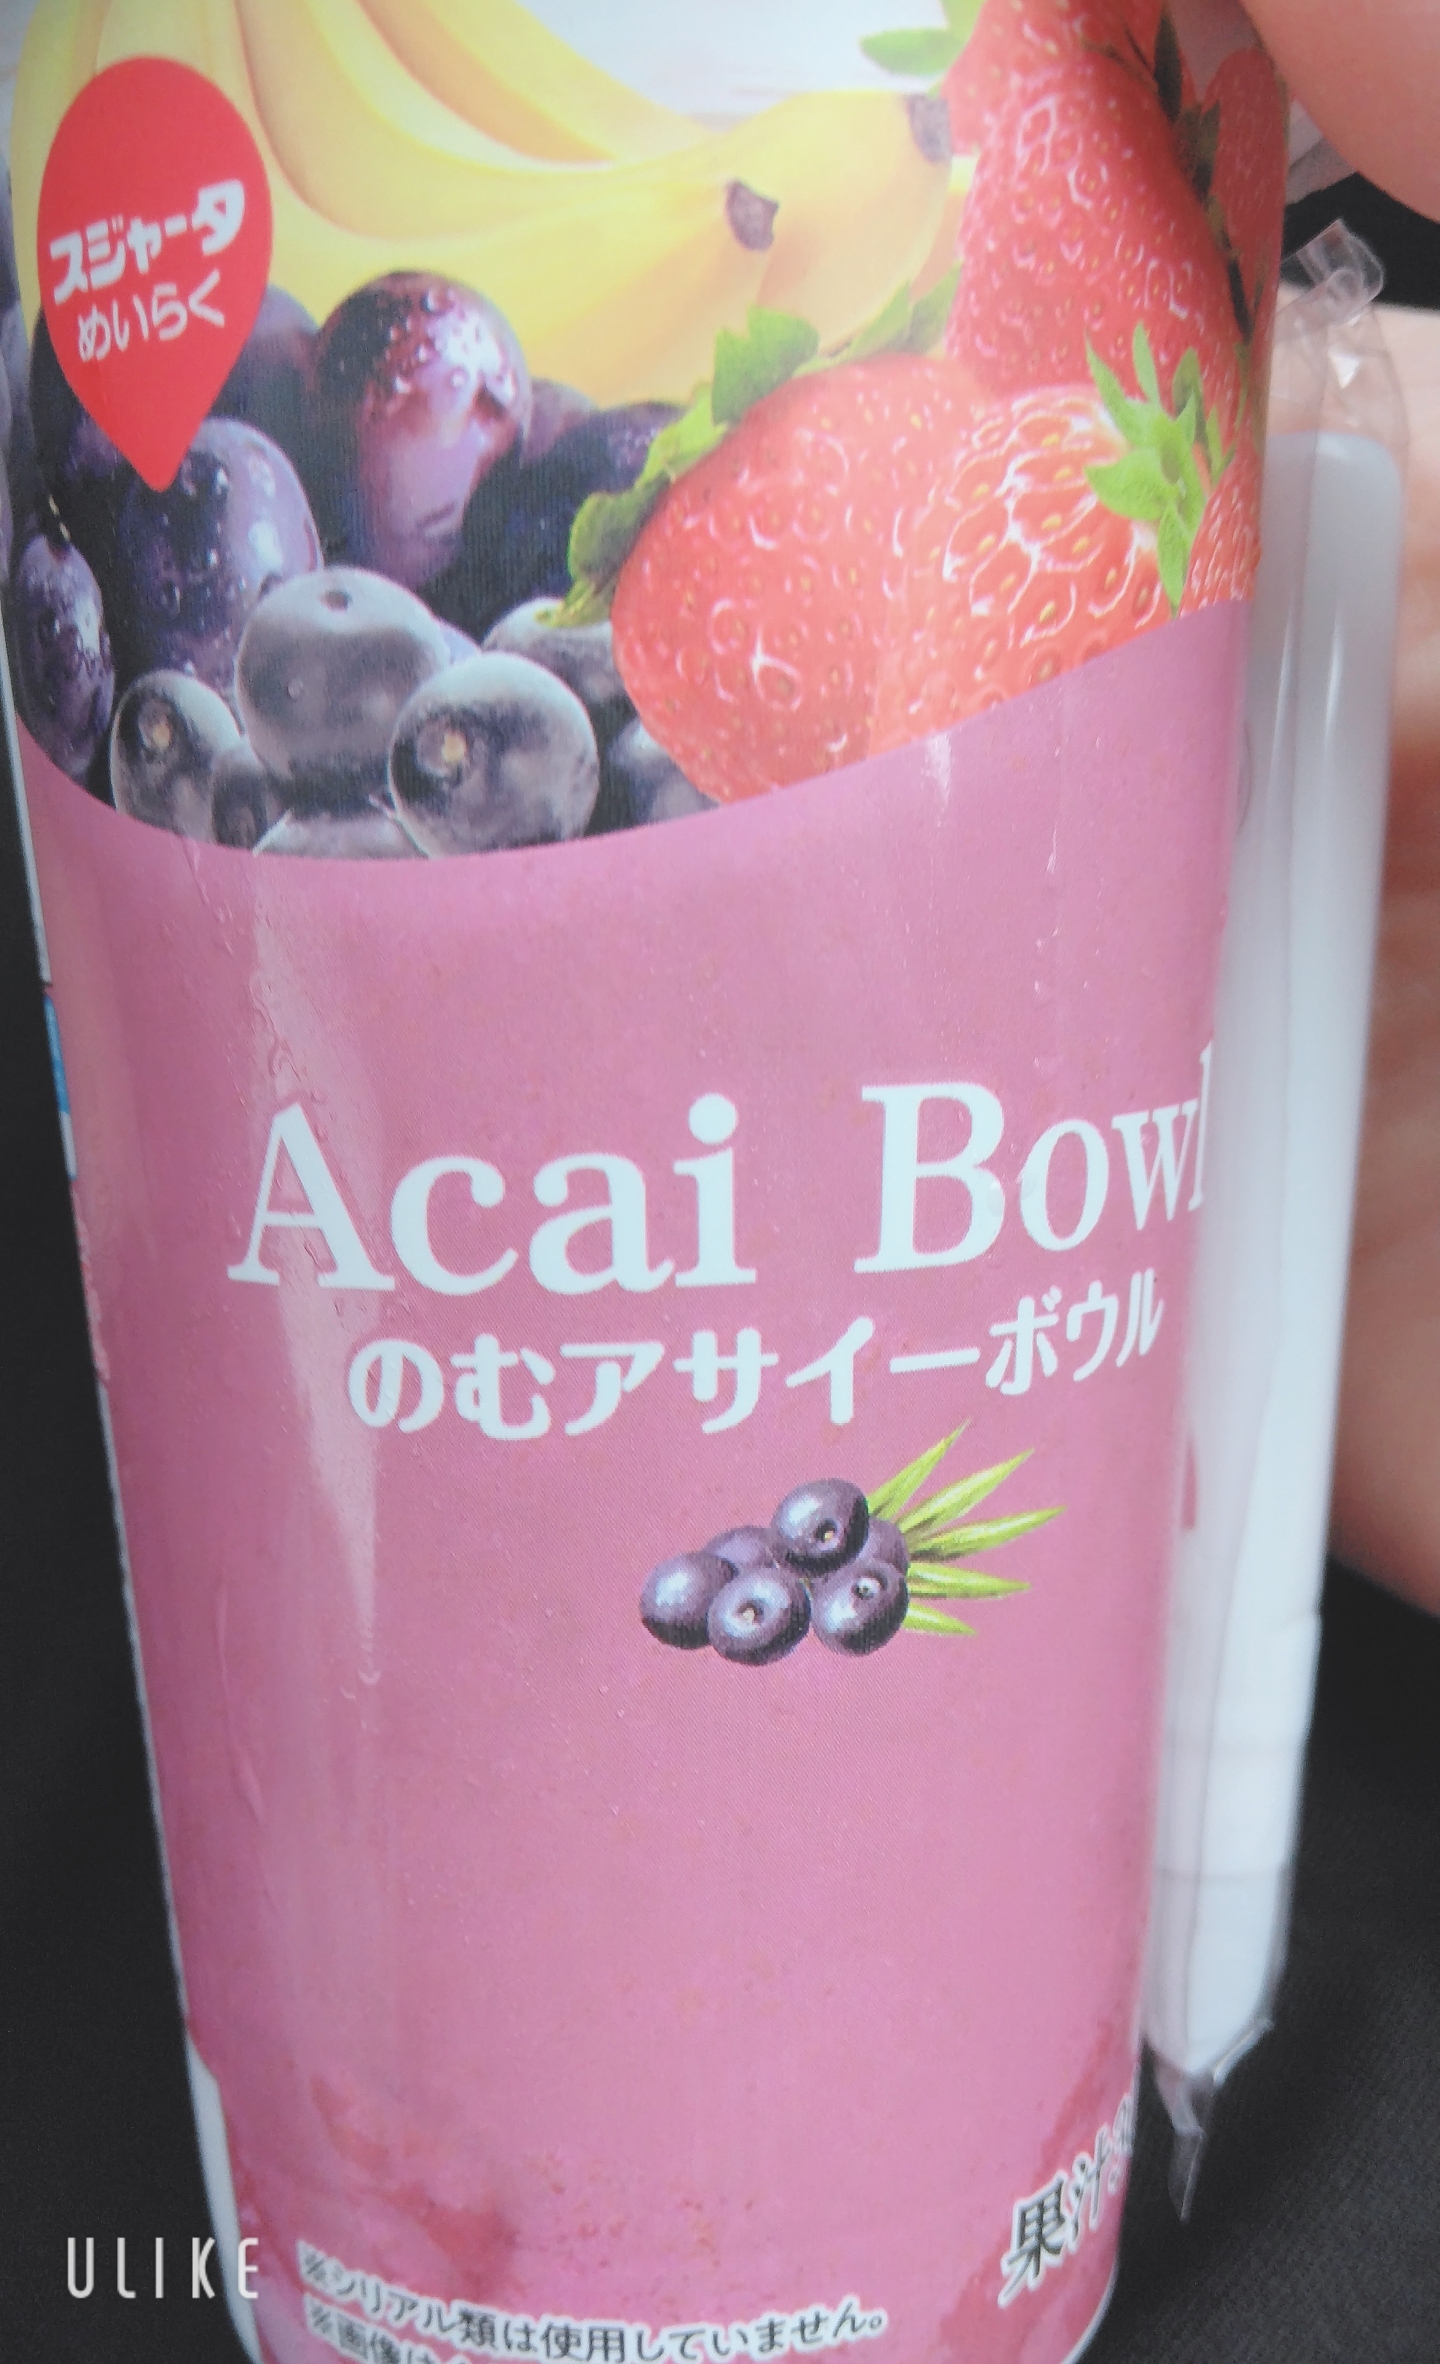 スジャータ
めいらく
Acai Bowl
のむアサイーボウル
果汁
※シリアル類は使用していません。
※画像は
ULIKE